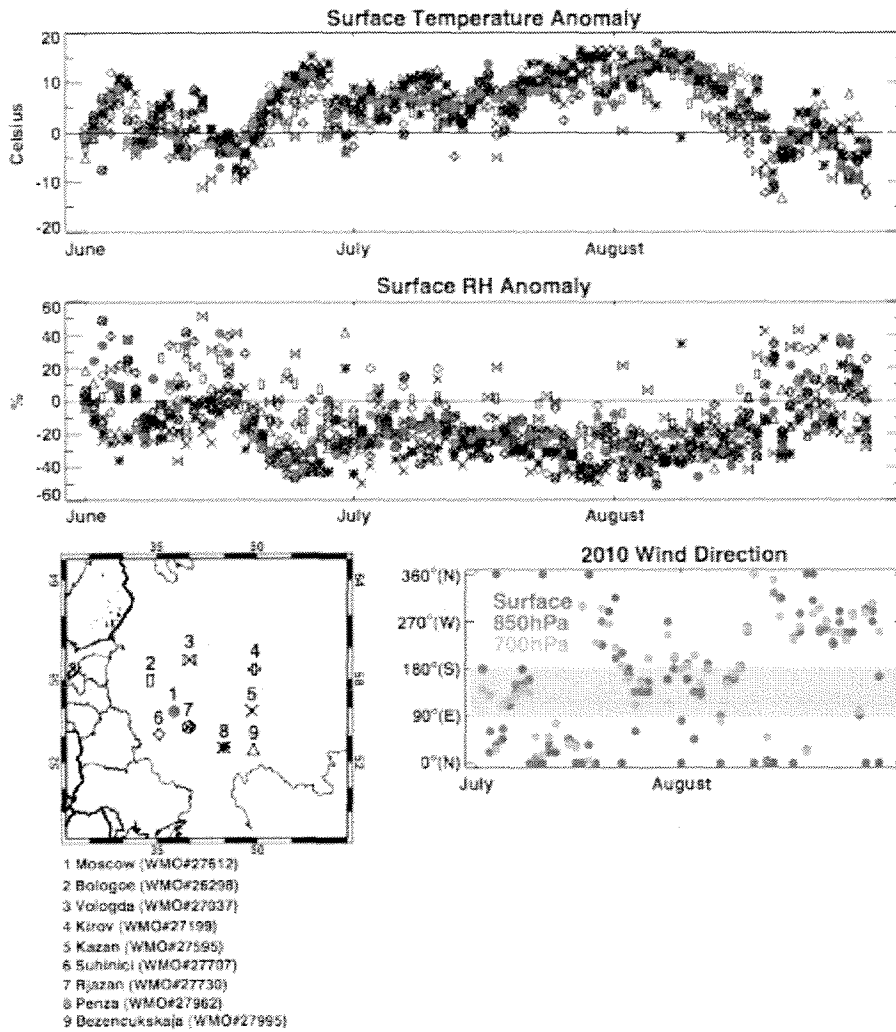 Surface Temperature Anomaly
20
10
0
-10
-20
Celsius
June July August
Surface RH Anomaly
60
40
20
0
-20
-40
-60
%
June July August
35 50
54
58
52
1
2
3
4
5
6
7
8
9
35 50
1 Moscow (WMO#27612)
2 Bologoe (WMO#26298)
3 Vologda (WMO#27037)
4 Kirov (WMO#27199)
5 Kazan (WMO#27595)
6 Suhinici (WMO#27707)
7 Rjazan (WMO#27730)
8 Penza (WMO#27962)
9 Bezencukskaja (WMO#27995)
2010 Wind Direction
360°(N)
270°(W)
180°(S)
90°(E)
0°(N)
Surface
850hPa
700hPa
July August